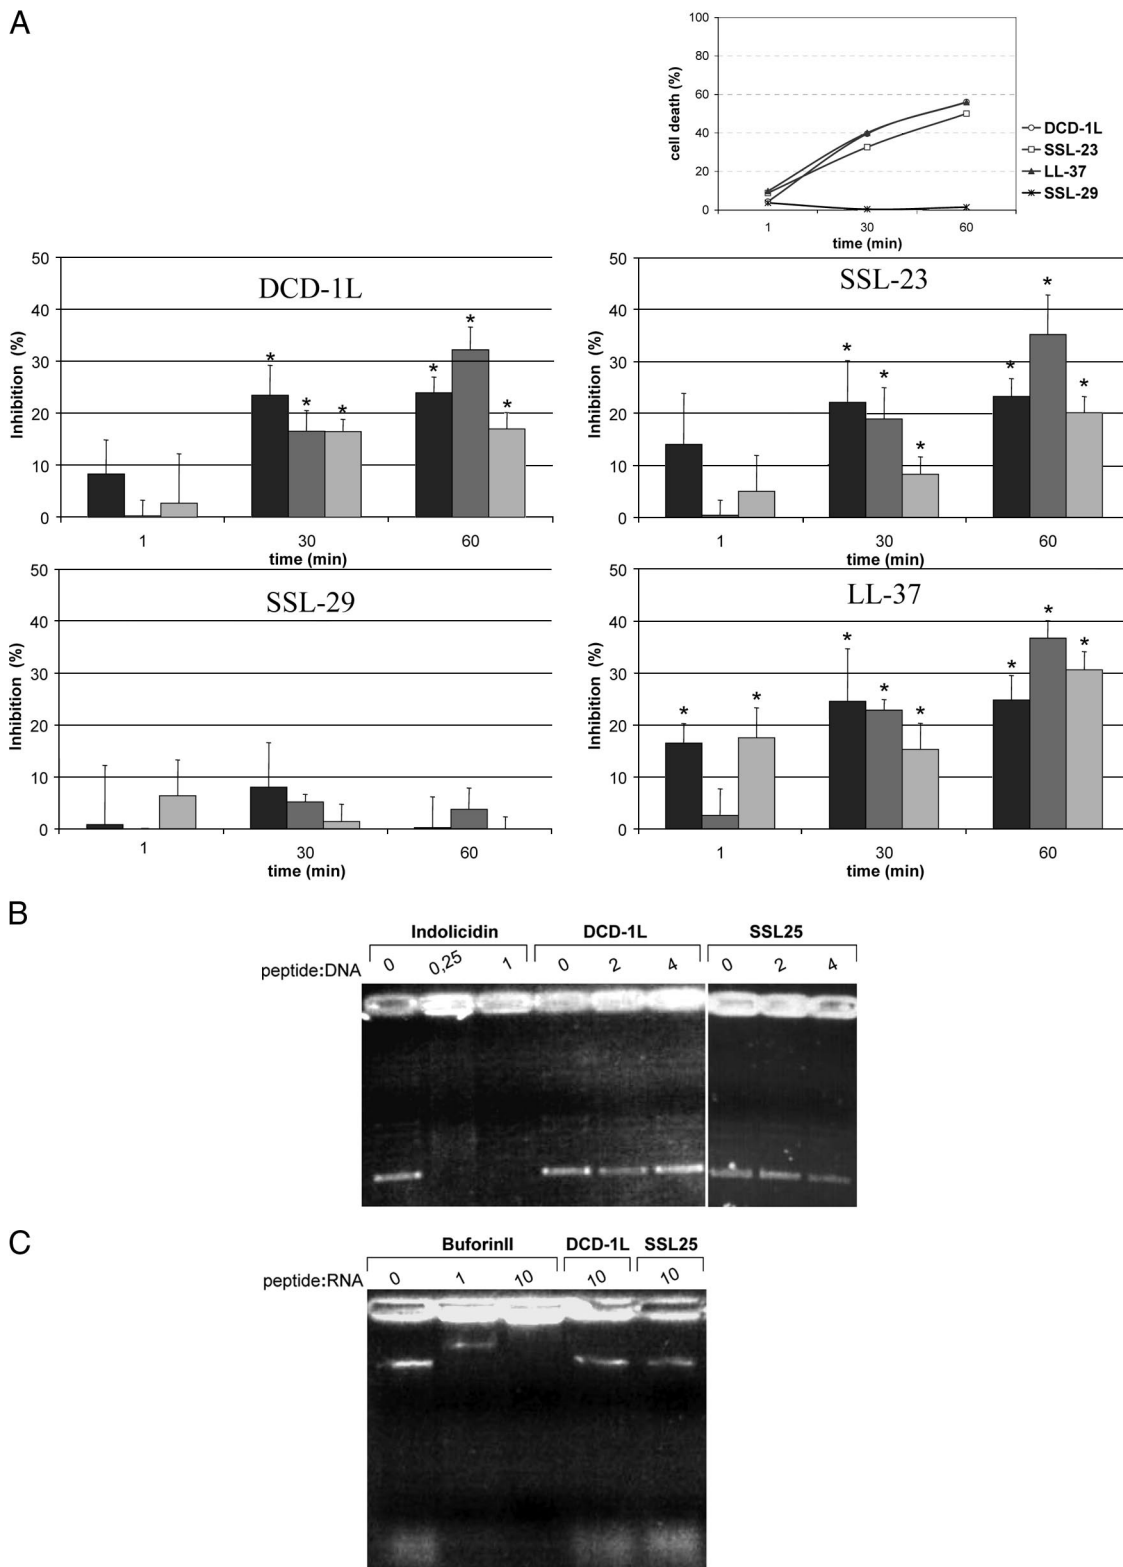 A
100
80
60
40
20
0
cell death (%)
1 30 60
time (min)
DCD-1L
SSL-23
LL-37
SSL-29
50
40
30
20
10
0
Inhibition (%)
DCD-1L
* * * * * *
1 30 60
time (min)
50
40
30
20
10
0
Inhibition (%)
SSL-23
* * * * * *
1 30 60
time (min)
50
40
30
20
10
0
Inhibition (%)
SSL-29
1 30 60
time (min)
50
40
30
20
10
0
Inhibition (%)
LL-37
* * * * * * * *
1 30 60
time (min)
B
Indolicidin DCD-1L SSL25
peptide:DNA 0 0,25 1 0 2 4 0 2 4
C
BuforinII DCD-1L SSL25
peptide:RNA 0 1 10 10 10